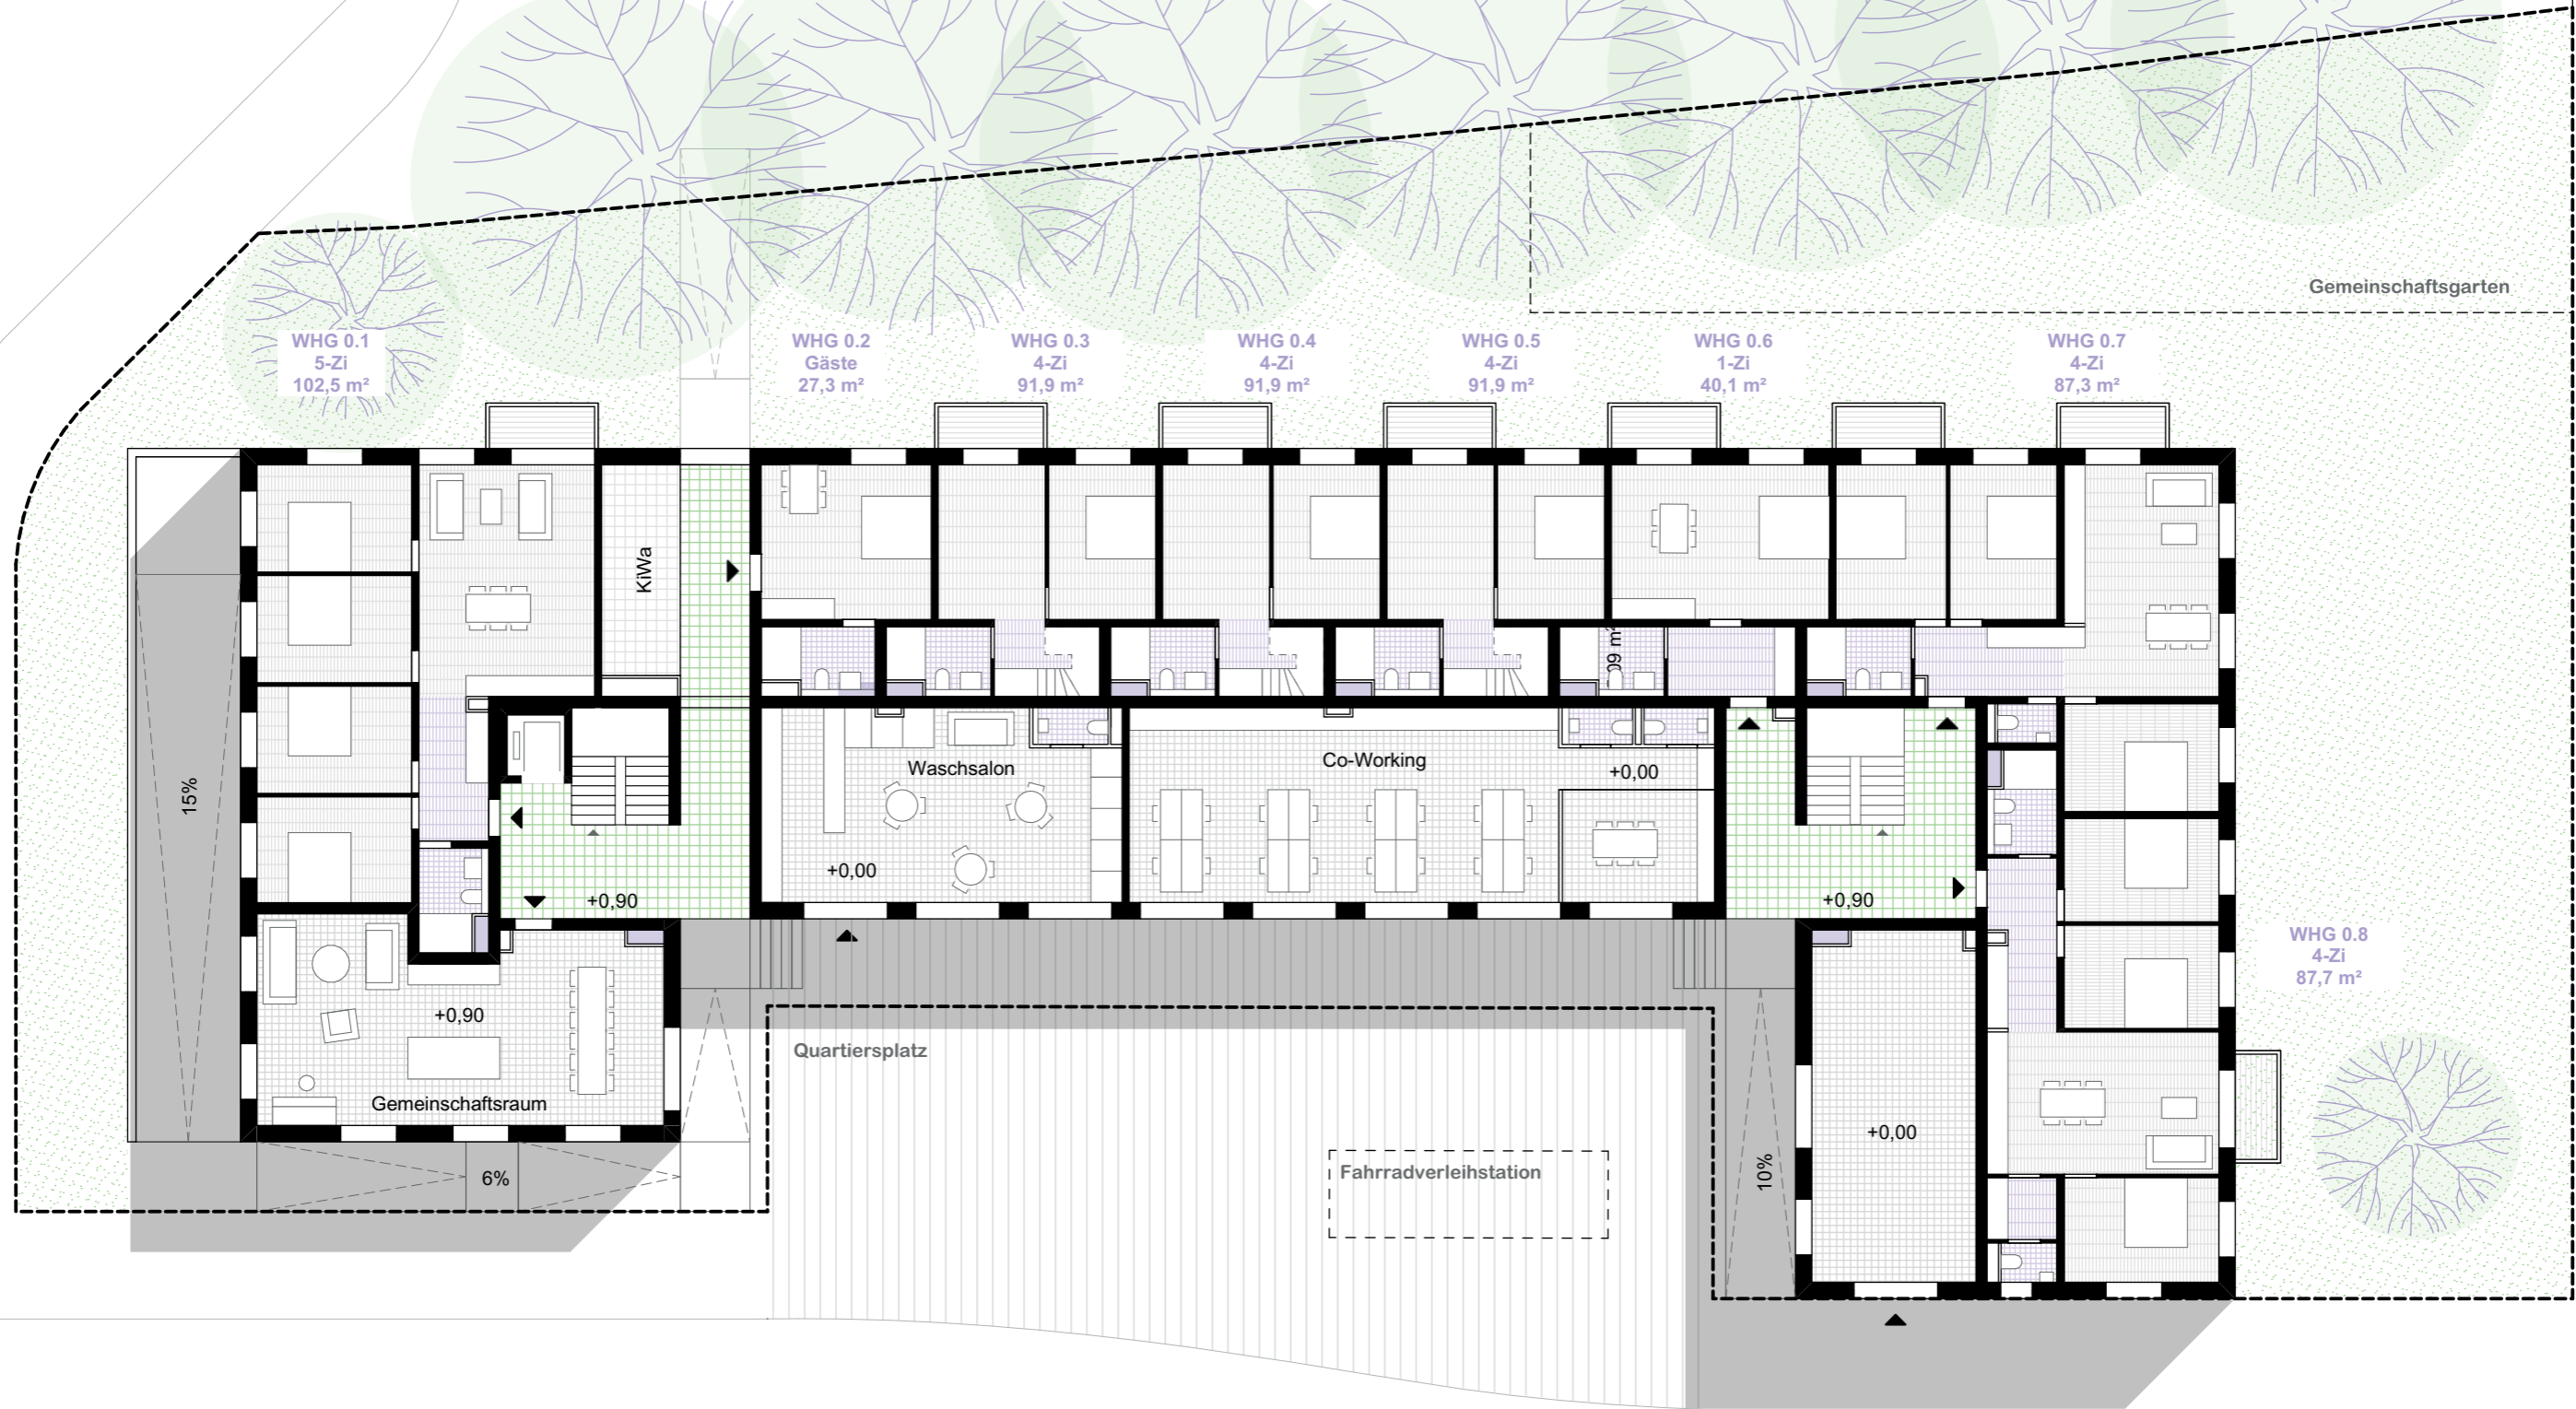 Gemeinschaftsgarten
WHG 0.1
5-Zi
102,5 m²
WHG 0.2
Gäste
27,3 m²
WHG 0.3
4-Zi
91,9 m²
WHG 0.4
4-Zi
91,9 m²
WHG 0.5
4-Zi
91,9 m²
WHG 0.6
1-Zi
40,1 m²
WHG 0.7
4-Zi
87,3 m²
KiWa
09 m²
15%
Waschsalon
+0,00
Co-Working
+0,00
+0,90
+0,90
WHG 0.8
4-Zi
87,7 m²
+0,90
Gemeinschaftsraum
Quartiersplatz
Fahrradverleihstation
6%
10%
+0,00